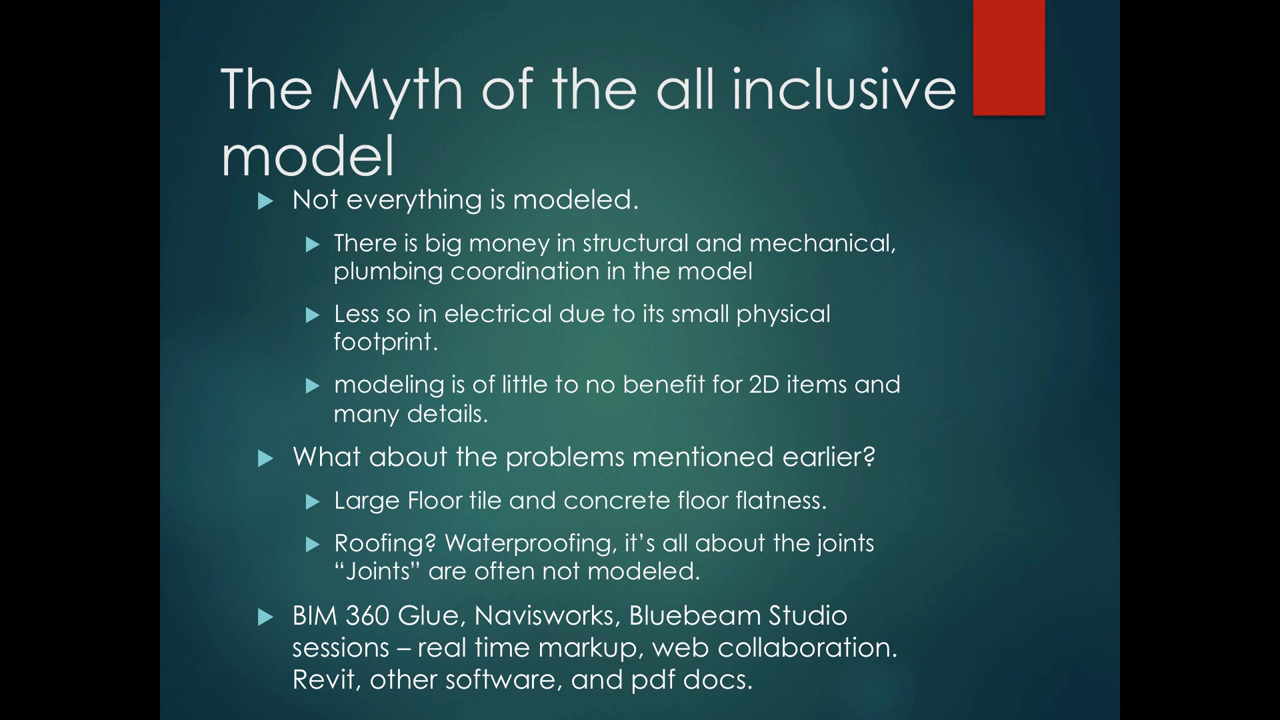 The Myth of the all inclusive
model
Not everything is modeled.
There is big money in structural and mechanical,
plumbing coordination in the model
Less so in electrical due to its small physical
footprint.
modeling is of little to no benefit for 2D items and
many details.
What about the problems mentioned earlier?
Large Floor tile and concrete floor flatness.
Roofing? Waterproofing, it’s all about the joints
“Joints” are often not modeled.
BIM 360 Glue, Navisworks, Bluebeam Studio
sessions – real time markup, web collaboration.
Revit, other software, and pdf docs.